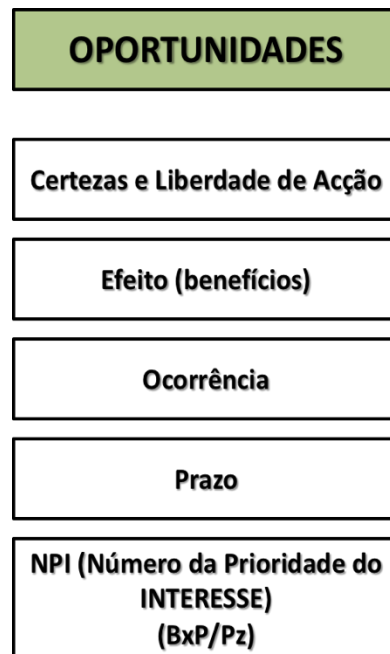 OPORTUNIDADES
Certezas e Liberdade de Acção
Efeito (benefícios)
Ocorrência
Prazo
NPI (Número da Prioridade do
INTERESSE)
(BxP/Pz)